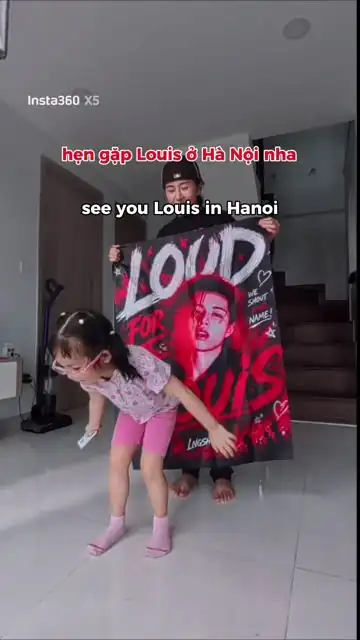 Insta360 X5
hẹn gặp Louis ở Hà Nội nha
see you Louis in Hanoi
LOUD
FOR
WE
SHOUT
NAME!
LOUIS